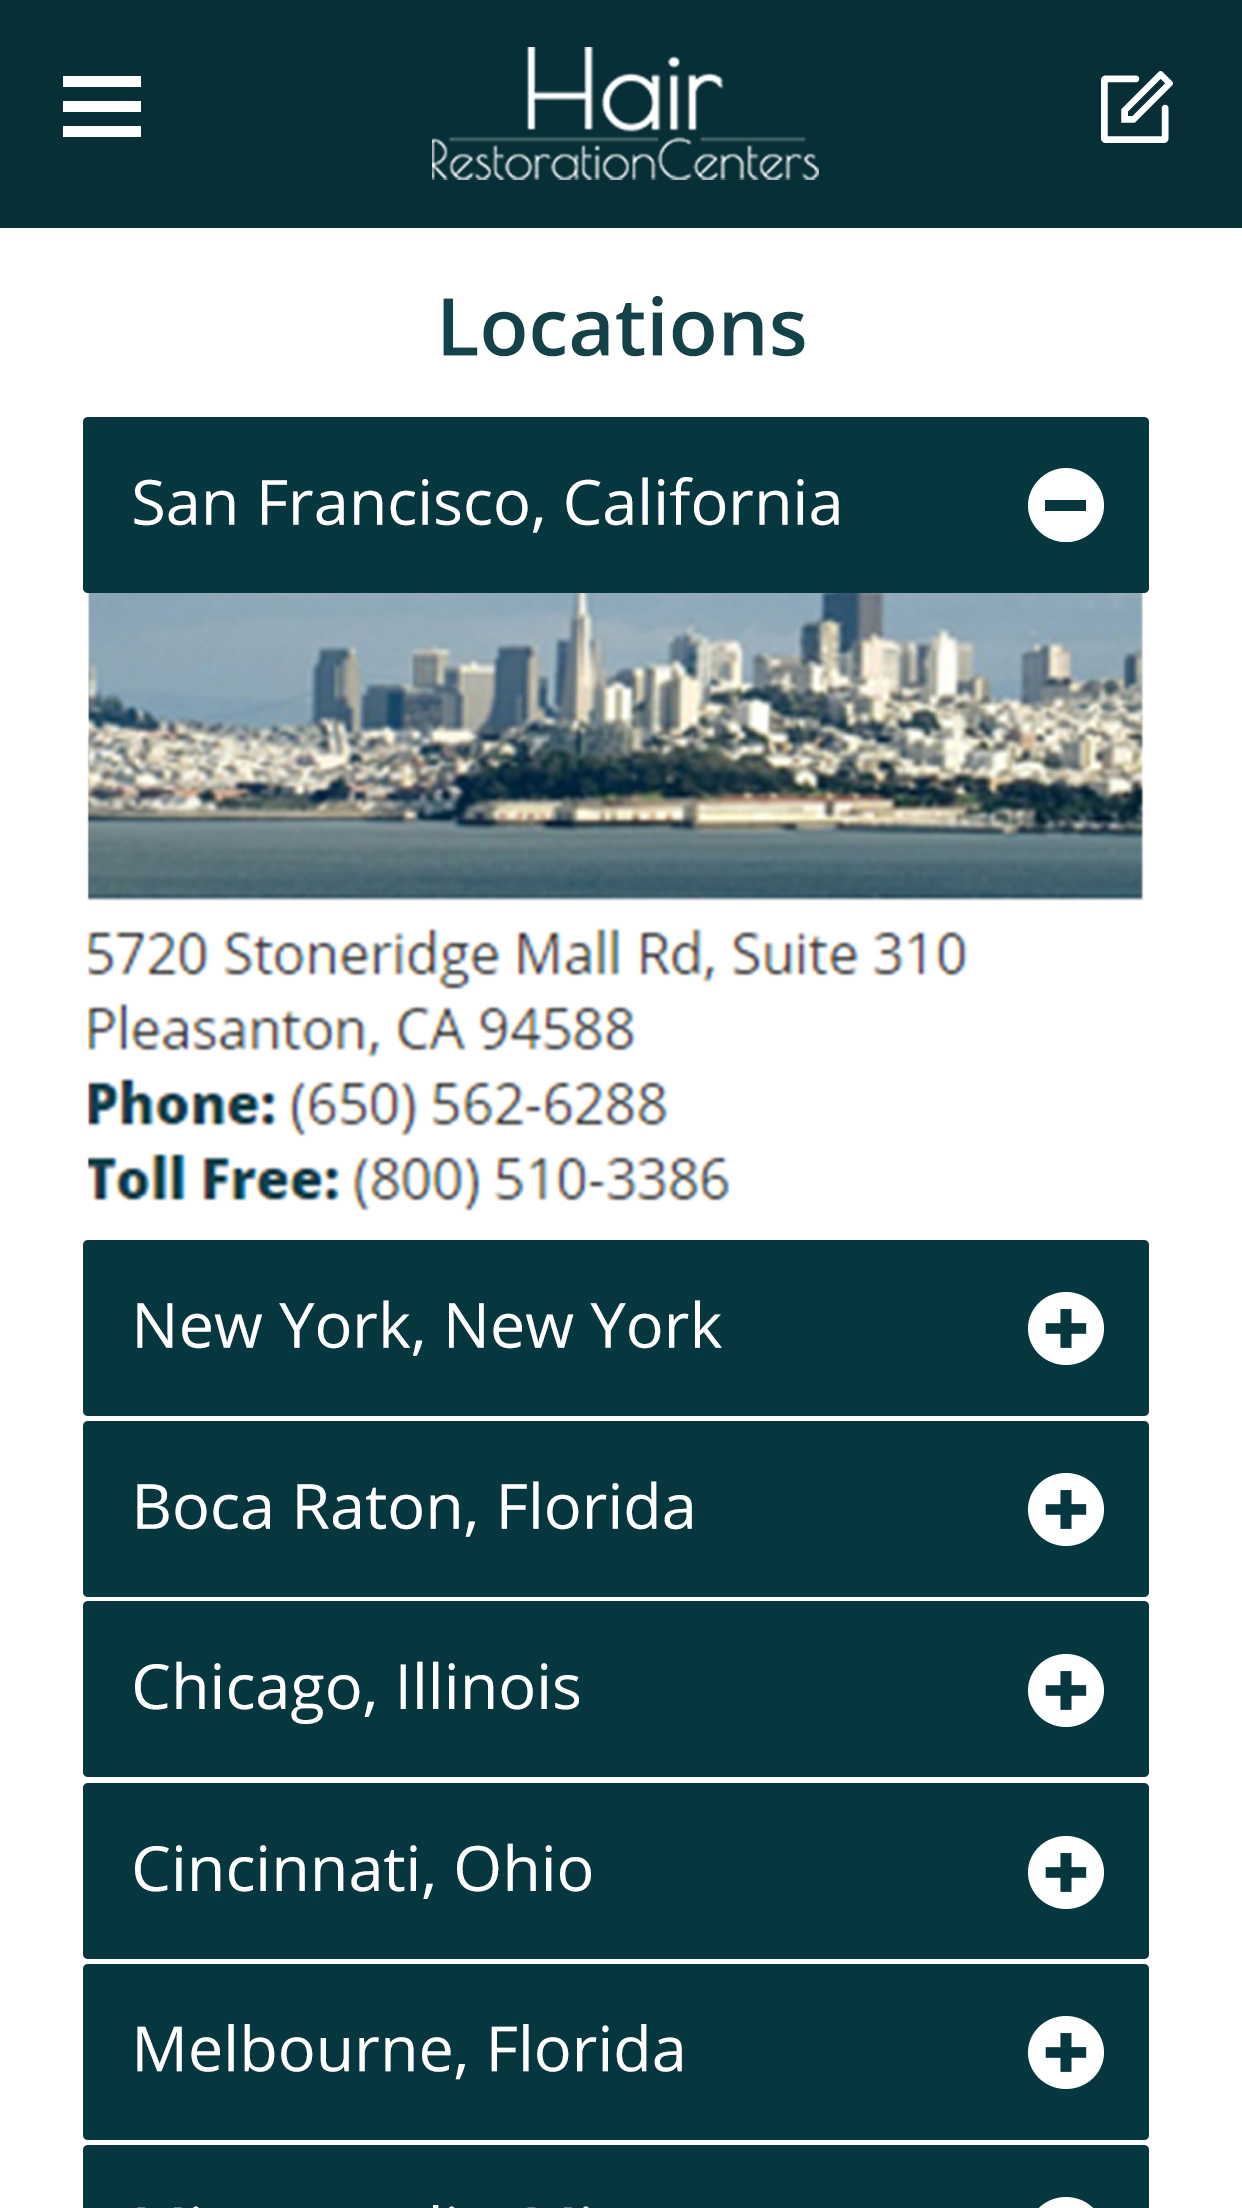 Hair
RestorationCenters
Locations
San Francisco, California
5720 Stoneridge Mall Rd, Suite 310
Pleasanton, CA 94588
Phone: (650) 562-6288
Toll Free: (800) 510-3386
New York, New York
Boca Raton, Florida
Chicago, Illinois
Cincinnati, Ohio
Melbourne, Florida